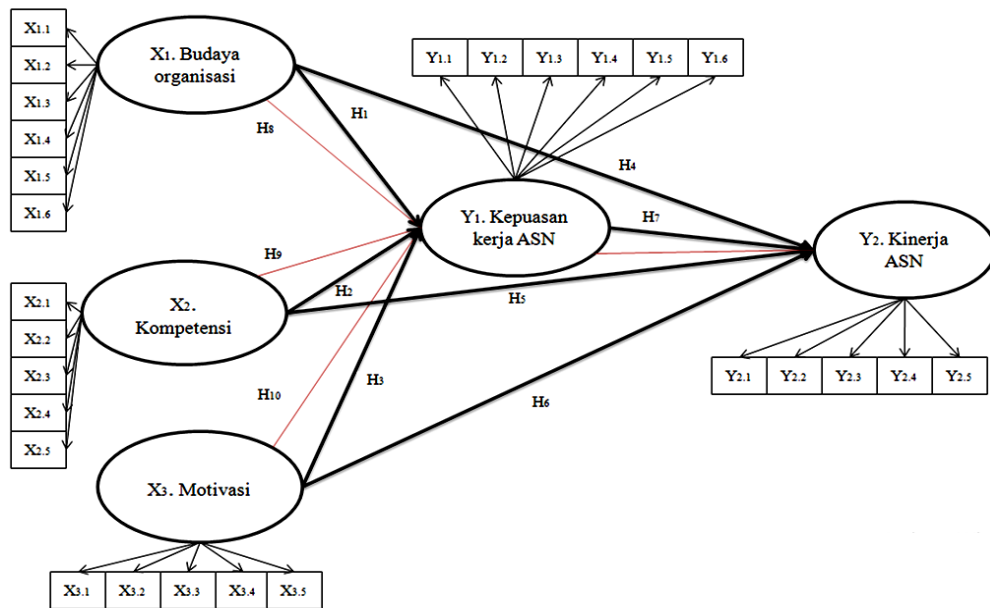 X1.1
X1.2
X1.3
X1.4
X1.5
X1.6
X1. Budaya
organisasi
Y1.1 Y1.2 Y1.3 Y1.4 Y1.5 Y1.6
H1
H8
H4
Y1. Kepuasan
kerja ASN
H7
Y2. Kinerja
ASN
H9
H2
H5
X2.1
X2.2
X2.3
X2.4
X2.5
X2.
Kompetensi
H3
H10
H6
Y2.1 Y2.2 Y2.3 Y2.4 Y2.5
X3. Motivasi
X3.1 X3.2 X3.3 X3.4 X3.5